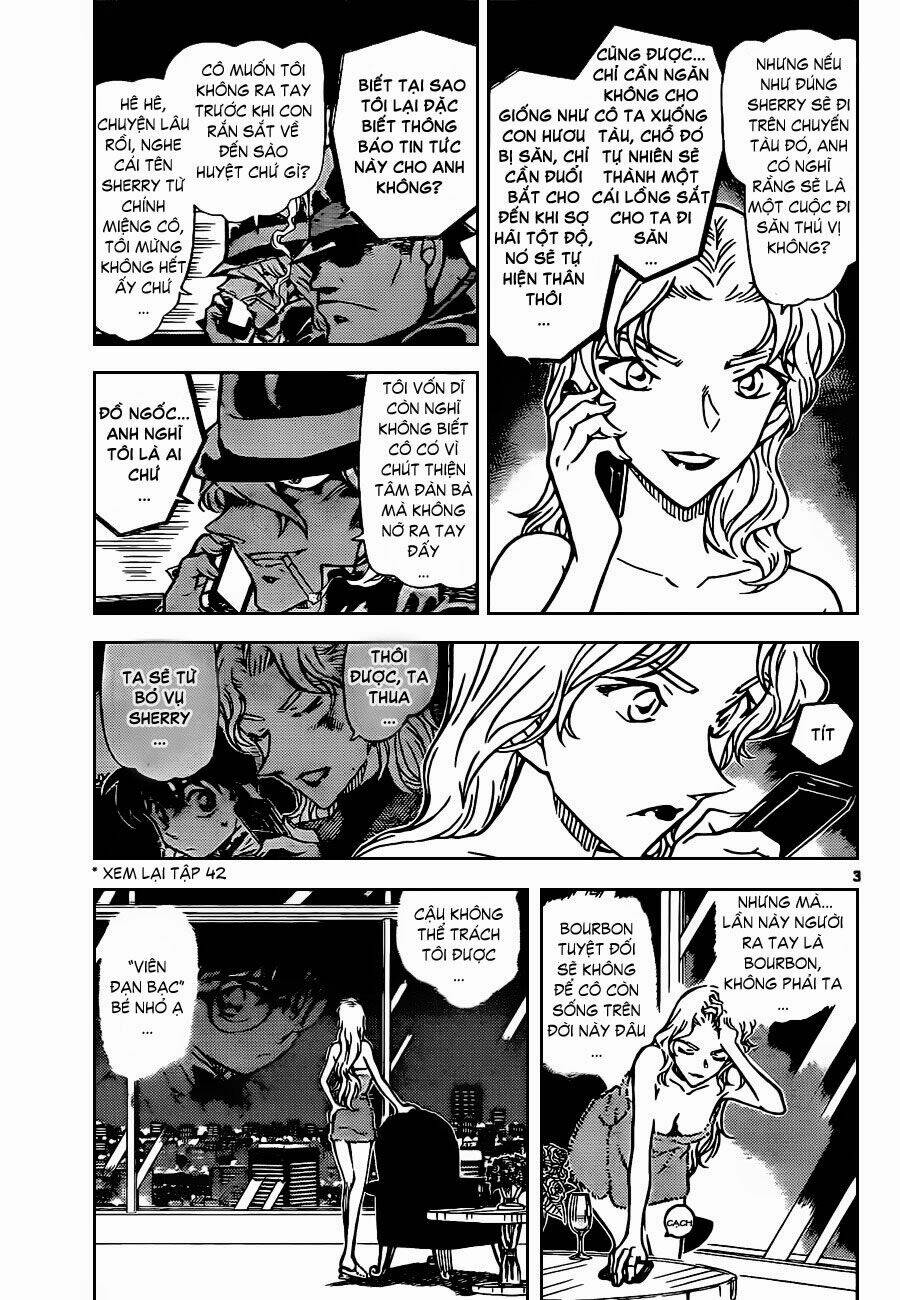 NHƯNG NẾU
NHƯ ĐÚNG
SHERRY SẼ ĐI
TRÊN CHUYẾN
TÀU ĐÓ, ANH
CÓ NGHĨ
RẰNG SẼ LÀ
MỘT CUỘC ĐI
SĂN THÚ VỊ
KHÔNG?
CŨNG ĐƯỢC...
CHỈ CẦN NGĂN
KHÔNG CHO
CÔ TA XUỐNG
TÀU, CHỖ ĐÓ
TỰ NHIÊN SẼ
THÀNH MỘT
CÁI LỒNG SẮT
CHO TA ĐI
SĂN
...
GIỐNG NHƯ
CON HƯƠU
BỊ SĂN, CHỈ
CẦN ĐUỔI
BẮT CHO
ĐẾN KHI SỢ
HÃI TỘT ĐỘ,
NÓ SẼ TỰ
HIỆN THÂN
THÔI
...
BIẾT TẠI SAO
TÔI LẠI ĐẶC
BIẾT THÔNG
BÁO TIN TỨC
NÀY CHO ANH
KHÔNG?
CÔ MUỐN TÔI
KHÔNG RA TAY
TRƯỚC KHI CON
RẮN SẮT VỀ
ĐẾN SÀO
HUYỆT CHỨ GÌ?
HÊ HÊ,
CHUYỆN LÂU
RỒI, NGHE
CÁI TÊN
SHERRY TỪ
CHÍNH
MIỆNG CÔ,
TÔI MỪNG
KHÔNG HẾT
ẤY CHỨ
...
TÔI VỐN DĨ
CÒN NGHĨ
KHÔNG BIẾT
CÔ CÓ VÌ
CHÚT THIỆN
TÂM ĐÀN BÀ
MÀ KHÔNG
NỠ RA TAY
ĐẤY
...
ĐỒ NGỐC...
ANH NGHĨ
TÔI LÀ AI
CHỨ
...
TÍT
THÔI
ĐƯỢC, TA
THUA
...
TA SẼ TỪ
BỎ VỤ
SHERRY
...
* XEM LẠI TẬP 42
3
NHƯNG MÀ...
LẦN NÀY NGƯỜI
RA TAY LÀ
BOURBON,
KHÔNG PHẢI TA
...
BOURBON
TUYỆT ĐỐI
SẼ KHÔNG
ĐỂ CÔ CÒN
SỐNG TRÊN
ĐỜI NÀY ĐÂU
...
CẠCH
CẬU KHÔNG
THỂ TRÁCH
TÔI ĐƯỢC
...
"VIÊN
ĐẠN BẠC"
BÉ NHỎ Ạ
...